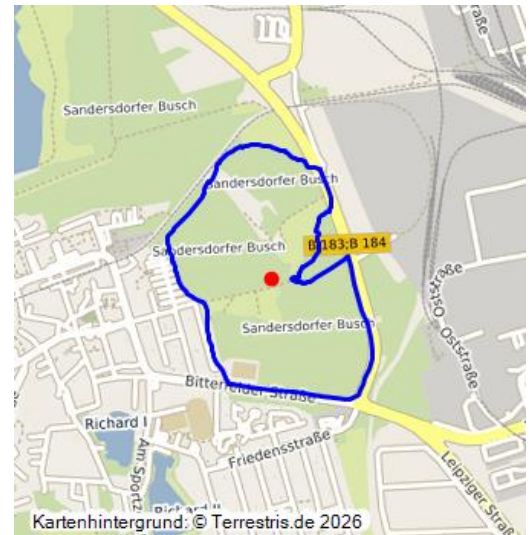 Sandersdorfer Busch
Sandersdorfer Busch
Sandersdorfer Busch
B 183;B 184
Sandersdorfer Busch
Oststraße
Oststraße
Bitterfelder Straße
Richard I
Friedensstraße
Am Sportz
Leipziger Straße
Richard II
Kartenhintergrund: © Terrestris.de 2026